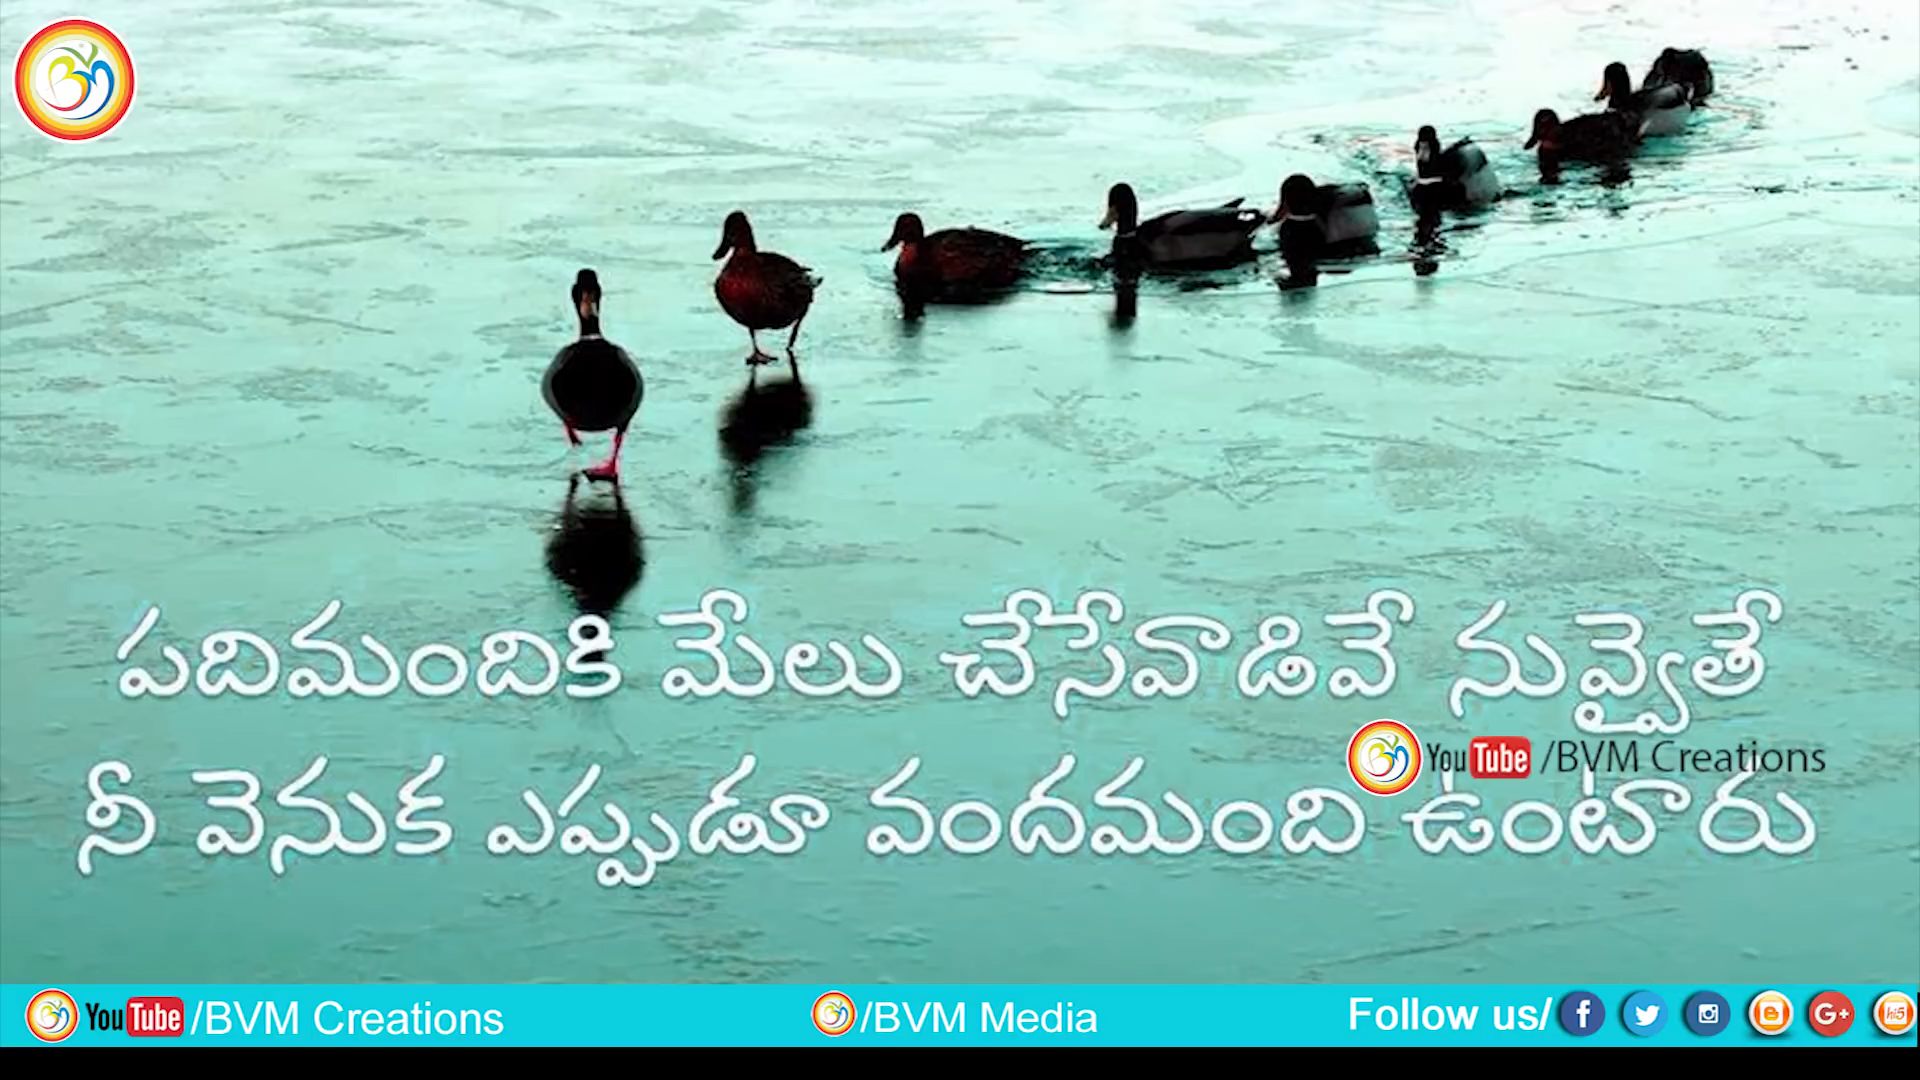 పదిమందికి మేలు చేసేవాడివే నువ్వైతే
YouTube /BVM Creations
నీ వెనుక ఎప్పుడూ వందమంది ఉంటారు
YouTube /BVM Creations
/BVM Media
Follow us/